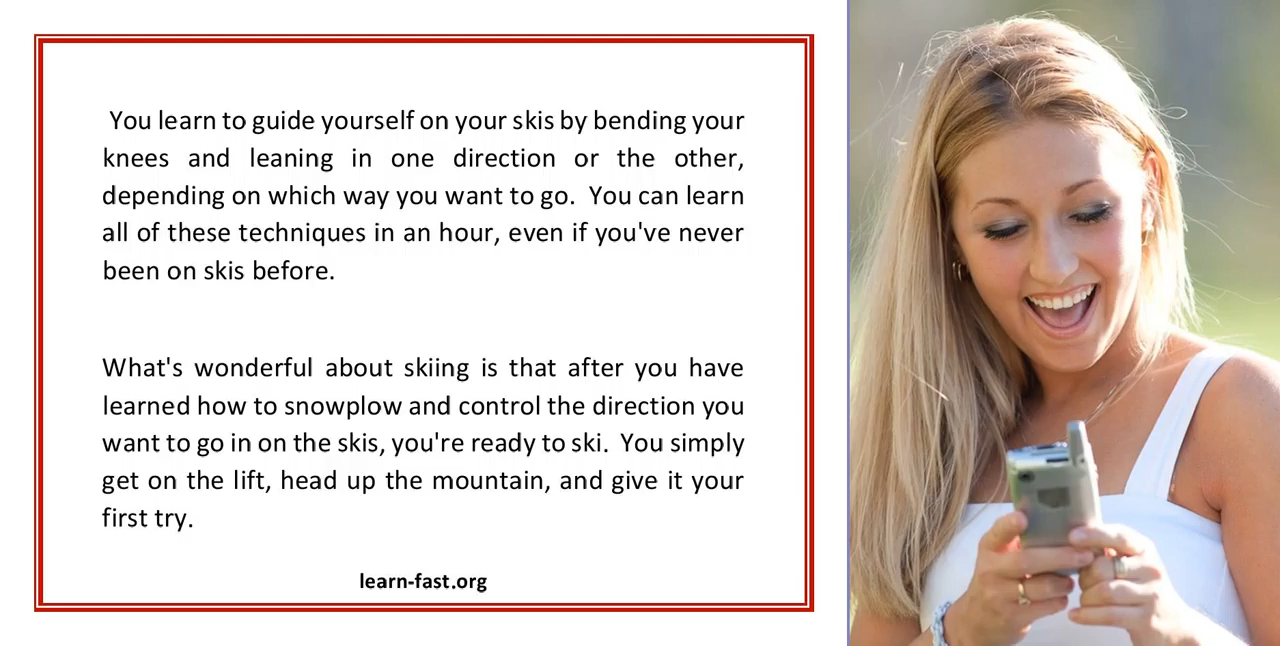 You learn to guide yourself on your skis by bending your
knees and leaning in one direction or the other,
depending on which way you want to go. You can learn
all of these techniques in an hour, even if you've never
been on skis before.
What's wonderful about skiing is that after you have
learned how to snowplow and control the direction you
want to go in on the skis, you're ready to ski. You simply
get on the lift, head up the mountain, and give it your
first try.
learn-fast.org